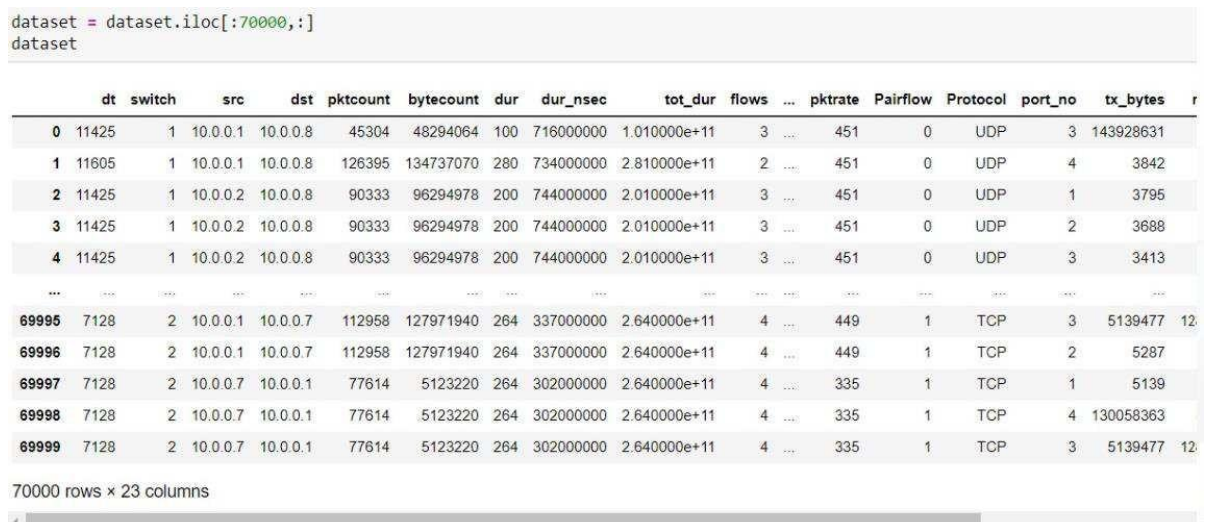 dataset = dataset.iloc[:70000,:]
dataset
dt switch src dst pktcount bytecount dur dur_nsec tot_dur flows ... pktrate Pairflow Protocol port_no tx_bytes r
0 11425 1 10.0.0.1 10.0.0.8 45304 48294064 100 716000000 1.010000e+11 3 ... 451 0 UDP 3 143928631
1 11605 1 10.0.0.1 10.0.0.8 126395 134737070 280 734000000 2.810000e+11 2 ... 451 0 UDP 4 3842
2 11425 1 10.0.0.2 10.0.0.8 90333 96294978 200 744000000 2.010000e+11 3 ... 451 0 UDP 1 3795
3 11425 1 10.0.0.2 10.0.0.8 90333 96294978 200 744000000 2.010000e+11 3 ... 451 0 UDP 2 3688
4 11425 1 10.0.0.2 10.0.0.8 90333 96294978 200 744000000 2.010000e+11 3 ... 451 0 UDP 3 3413
... ... ... ... ... ... ... ... ... ... ... ... ... ... ... ... ...
69995 7128 2 10.0.0.1 10.0.0.7 112958 127971940 264 337000000 2.640000e+11 4 ... 449 1 TCP 3 5139477 12
69996 7128 2 10.0.0.1 10.0.0.7 112958 127971940 264 337000000 2.640000e+11 4 ... 449 1 TCP 2 5287
69997 7128 2 10.0.0.7 10.0.0.1 77614 5123220 264 302000000 2.640000e+11 4 ... 335 1 TCP 1 5139
69998 7128 2 10.0.0.7 10.0.0.1 77614 5123220 264 302000000 2.640000e+11 4 ... 335 1 TCP 4 130058363
69999 7128 2 10.0.0.7 10.0.0.1 77614 5123220 264 302000000 2.640000e+11 4 ... 335 1 TCP 3 5139477 12
70000 rows × 23 columns